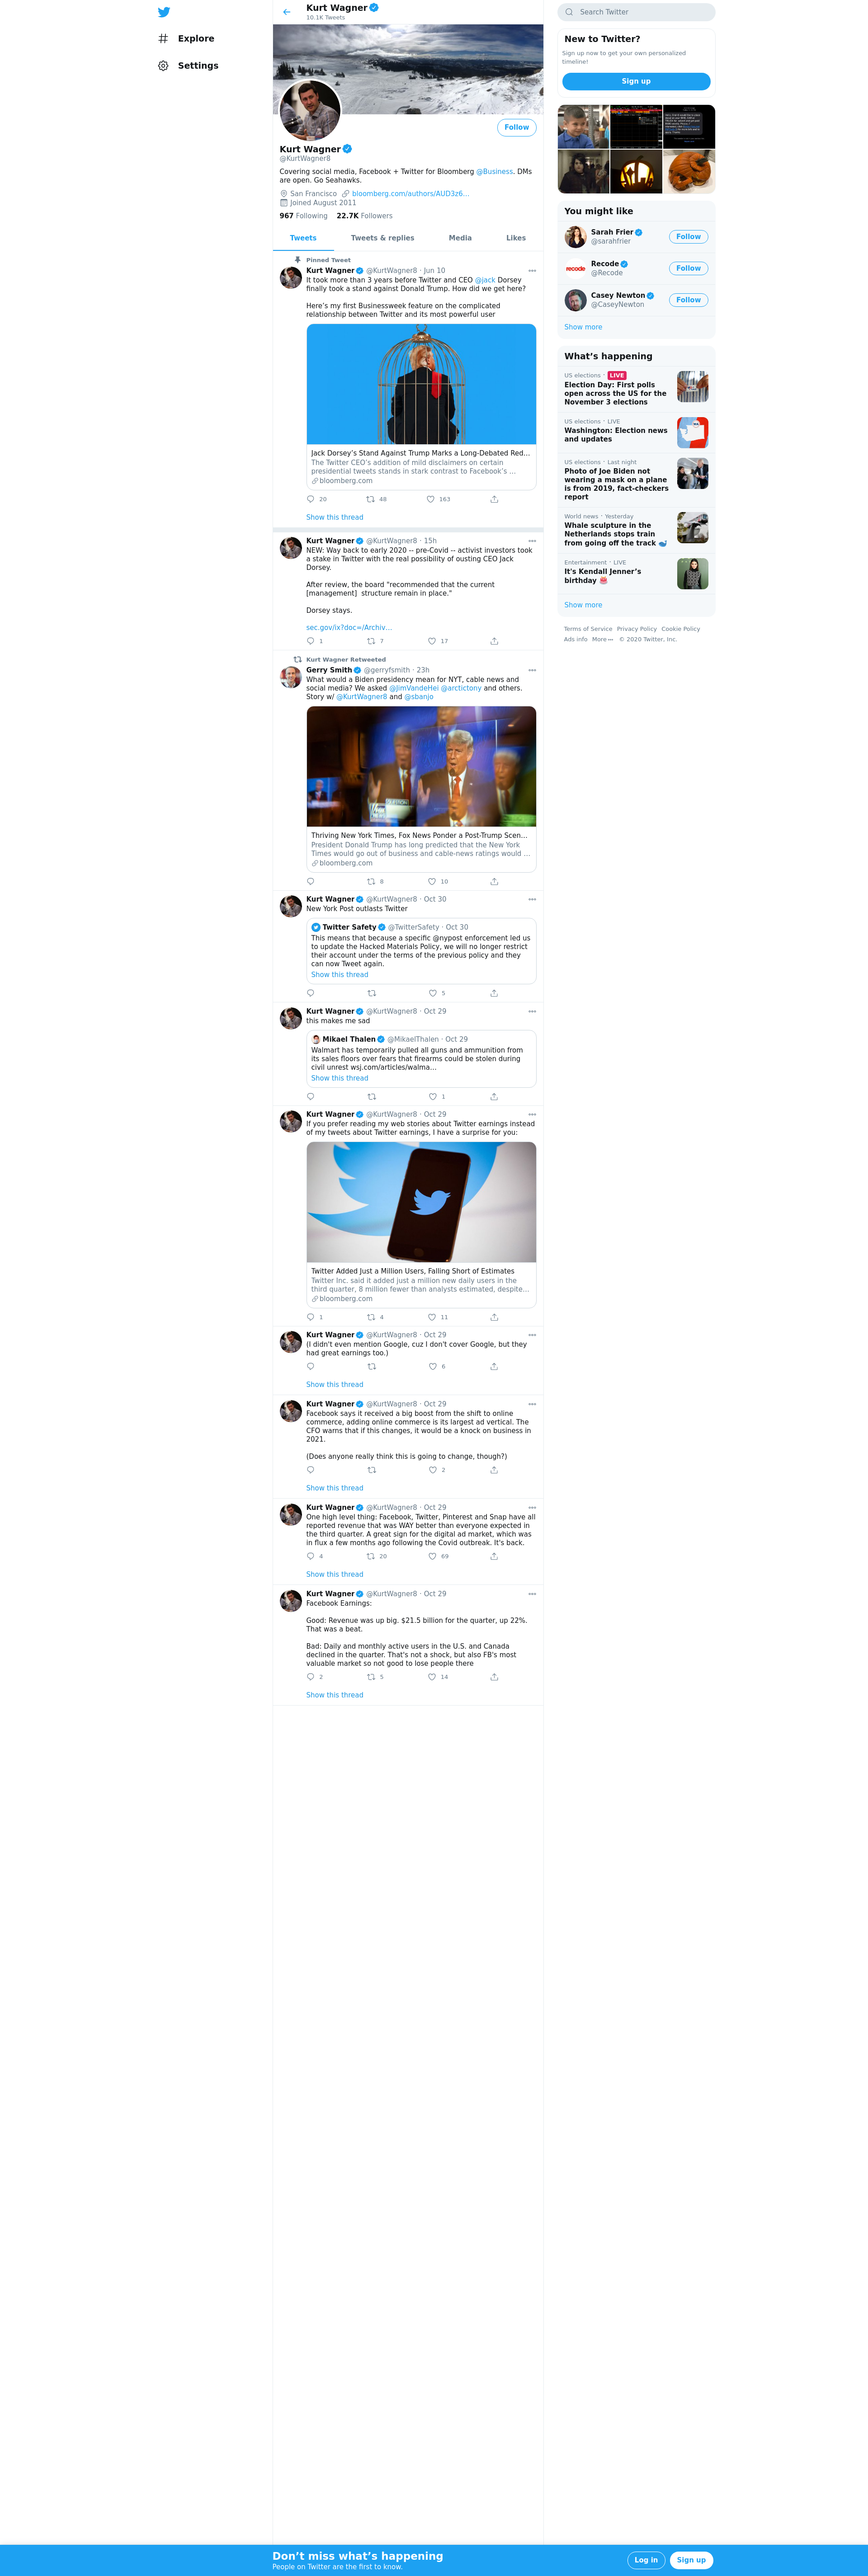 Explore
Settings
Kurt Wagner
10.1K Tweets
Follow
Kurt Wagner
@KurtWagner8
Covering social media, Facebook + Twitter for Bloomberg @Business. DMs
are open. Go Seahawks.
San Francisco bloomberg.com/authors/AUD3z6…
Joined August 2011
967 Following 22.7K Followers
Tweets Tweets & replies Media Likes
Pinned Tweet
Kurt Wagner @KurtWagner8 · Jun 10
It took more than 3 years before Twitter and CEO @jack Dorsey
finally took a stand against Donald Trump. How did we get here?
Here’s my first Businessweek feature on the complicated
relationship between Twitter and its most powerful user
Jack Dorsey’s Stand Against Trump Marks a Long-Debated Red…
The Twitter CEO’s addition of mild disclaimers on certain
presidential tweets stands in stark contrast to Facebook’s …
bloomberg.com
20 48 163
Show this thread
Kurt Wagner @KurtWagner8 · 15h
NEW: Way back to early 2020 -- pre-Covid -- activist investors took
a stake in Twitter with the real possibility of ousting CEO Jack
Dorsey.
After review, the board "recommended that the current
[management]  structure remain in place."
Dorsey stays.
sec.gov/ix?doc=/Archiv…
1 7 17
Kurt Wagner Retweeted
Gerry Smith @gerryfsmith · 23h
What would a Biden presidency mean for NYT, cable news and
social media? We asked @JimVandeHei @arctictony and others.
Story w/ @KurtWagner8 and @sbanjo
Thriving New York Times, Fox News Ponder a Post-Trump Scen…
President Donald Trump has long predicted that the New York
Times would go out of business and cable-news ratings would …
bloomberg.com
8 10
Kurt Wagner @KurtWagner8 · Oct 30
New York Post outlasts Twitter
Twitter Safety @TwitterSafety · Oct 30
This means that because a specific @nypost enforcement led us
to update the Hacked Materials Policy, we will no longer restrict
their account under the terms of the previous policy and they
can now Tweet again.
Show this thread
5
Kurt Wagner @KurtWagner8 · Oct 29
this makes me sad
Mikael Thalen @MikaelThalen · Oct 29
Walmart has temporarily pulled all guns and ammunition from
its sales floors over fears that firearms could be stolen during
civil unrest wsj.com/articles/walma…
Show this thread
1
Kurt Wagner @KurtWagner8 · Oct 29
If you prefer reading my web stories about Twitter earnings instead
of my tweets about Twitter earnings, I have a surprise for you:
Twitter Added Just a Million Users, Falling Short of Estimates
Twitter Inc. said it added just a million new daily users in the
third quarter, 8 million fewer than analysts estimated, despite…
bloomberg.com
1 4 11
Kurt Wagner @KurtWagner8 · Oct 29
(I didn't even mention Google, cuz I don't cover Google, but they
had great earnings too.)
6
Show this thread
Kurt Wagner @KurtWagner8 · Oct 29
Facebook says it received a big boost from the shift to online
commerce, adding online commerce is its largest ad vertical. The
CFO warns that if this changes, it would be a knock on business in
2021.
(Does anyone really think this is going to change, though?)
2
Show this thread
Kurt Wagner @KurtWagner8 · Oct 29
One high level thing: Facebook, Twitter, Pinterest and Snap have all
reported revenue that was WAY better than everyone expected in
the third quarter. A great sign for the digital ad market, which was
in flux a few months ago following the Covid outbreak. It's back.
4 20 69
Show this thread
Kurt Wagner @KurtWagner8 · Oct 29
Facebook Earnings:
Good: Revenue was up big. $21.5 billion for the quarter, up 22%.
That was a beat.
Bad: Daily and monthly active users in the U.S. and Canada
declined in the quarter. That's not a shock, but also FB's most
valuable market so not good to lose people there
2 5 14
Show this thread
Search Twitter
New to Twitter?
Sign up now to get your own personalized
timeline!
Sign up
You might like
Sarah Frier
@sarahfrier
Follow
recode
Recode
@Recode
Follow
Casey Newton
@CaseyNewton
Follow
Show more
What’s happening
US elections · LIVE
Election Day: First polls
open across the US for the
November 3 elections
US elections · LIVE
Washington: Election news
and updates
US elections · Last night
Photo of Joe Biden not
wearing a mask on a plane
is from 2019, fact-checkers
report
World news · Yesterday
Whale sculpture in the
Netherlands stops train
from going off the track 🐳
Entertainment · LIVE
It's Kendall Jenner’s
birthday 🎂
Show more
Terms of Service Privacy Policy Cookie Policy
Ads info More © 2020 Twitter, Inc.
Don’t miss what’s happening
People on Twitter are the first to know.
Log in Sign up